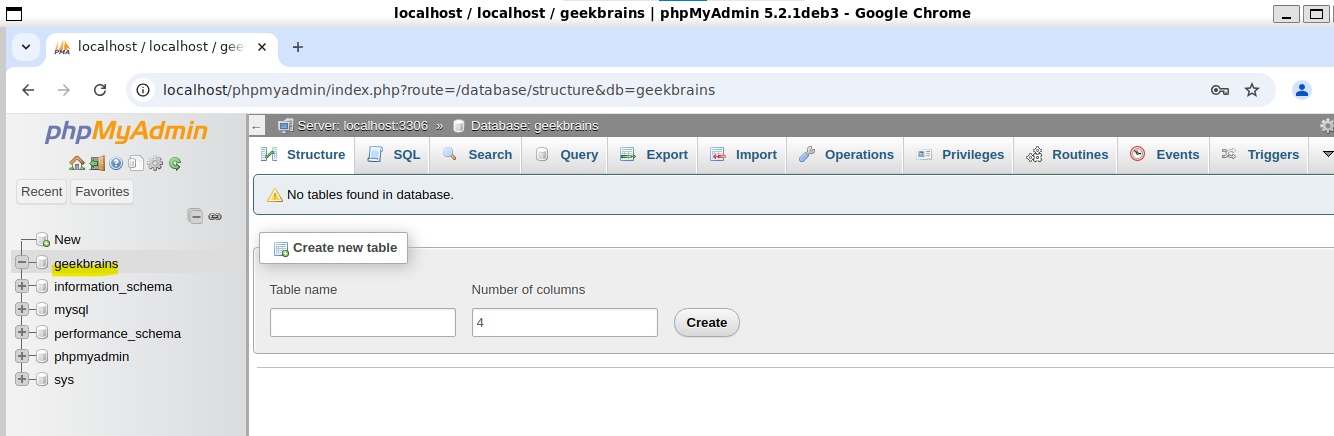 localhost / localhost / geekbrains | phpMyAdmin 5.2.1deb3 - Google Chrome
PMA localhost / localhost / gee
localhost/phpmyadmin/index.php?route=/database/structure&db=geekbrains
phpMyAdmin
Server: localhost:3306 » Database: geekbrains
Structure SQL Search Query Export Import Operations Privileges Routines Events Triggers
Recent Favorites
No tables found in database.
New
geekbrains
information_schema
mysql
performance_schema
phpmyadmin
sys
Create new table
Table name Number of columns
4 Create